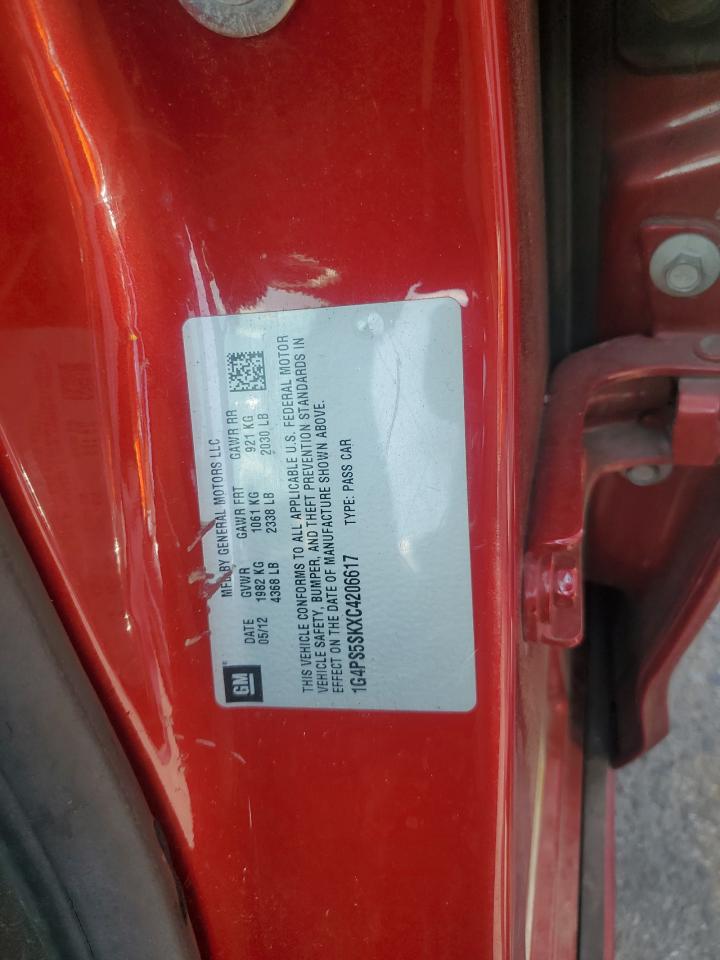 MFD BY GENERAL MOTORS LLC
DATE GVWR GAWR FRT GAWR RR
05/12 1982 KG 1061 KG 921 KG
4368 LB 2338 LB 2030 LB
GM®
THIS VEHICLE CONFORMS TO ALL APPLICABLE U.S. FEDERAL MOTOR
VEHICLE SAFETY, BUMPER, AND THEFT PREVENTION STANDARDS IN
EFFECT ON THE DATE OF MANUFACTURE SHOWN ABOVE.
1G4PS5SKXC4206617 TYPE: PASS CAR